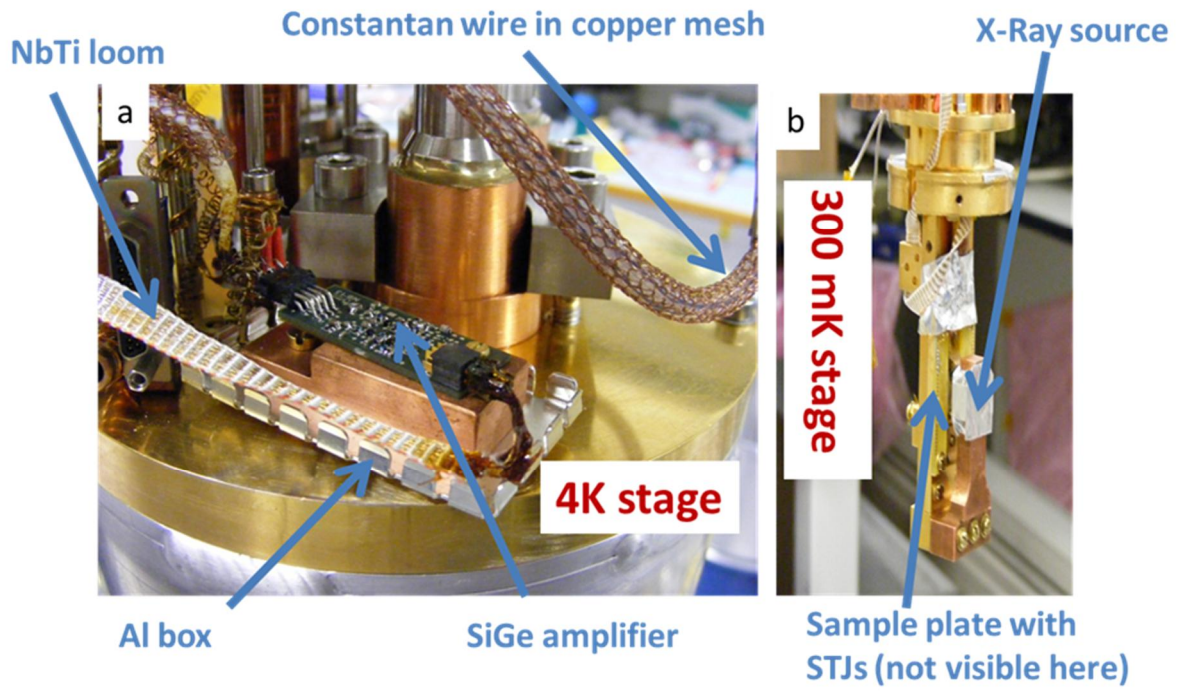 Constantan wire in copper mesh
X-Ray source
NbTi loom
a
b
300 mK stage
4K stage
Al box
SiGe amplifier
Sample plate with
STJs (not visible here)